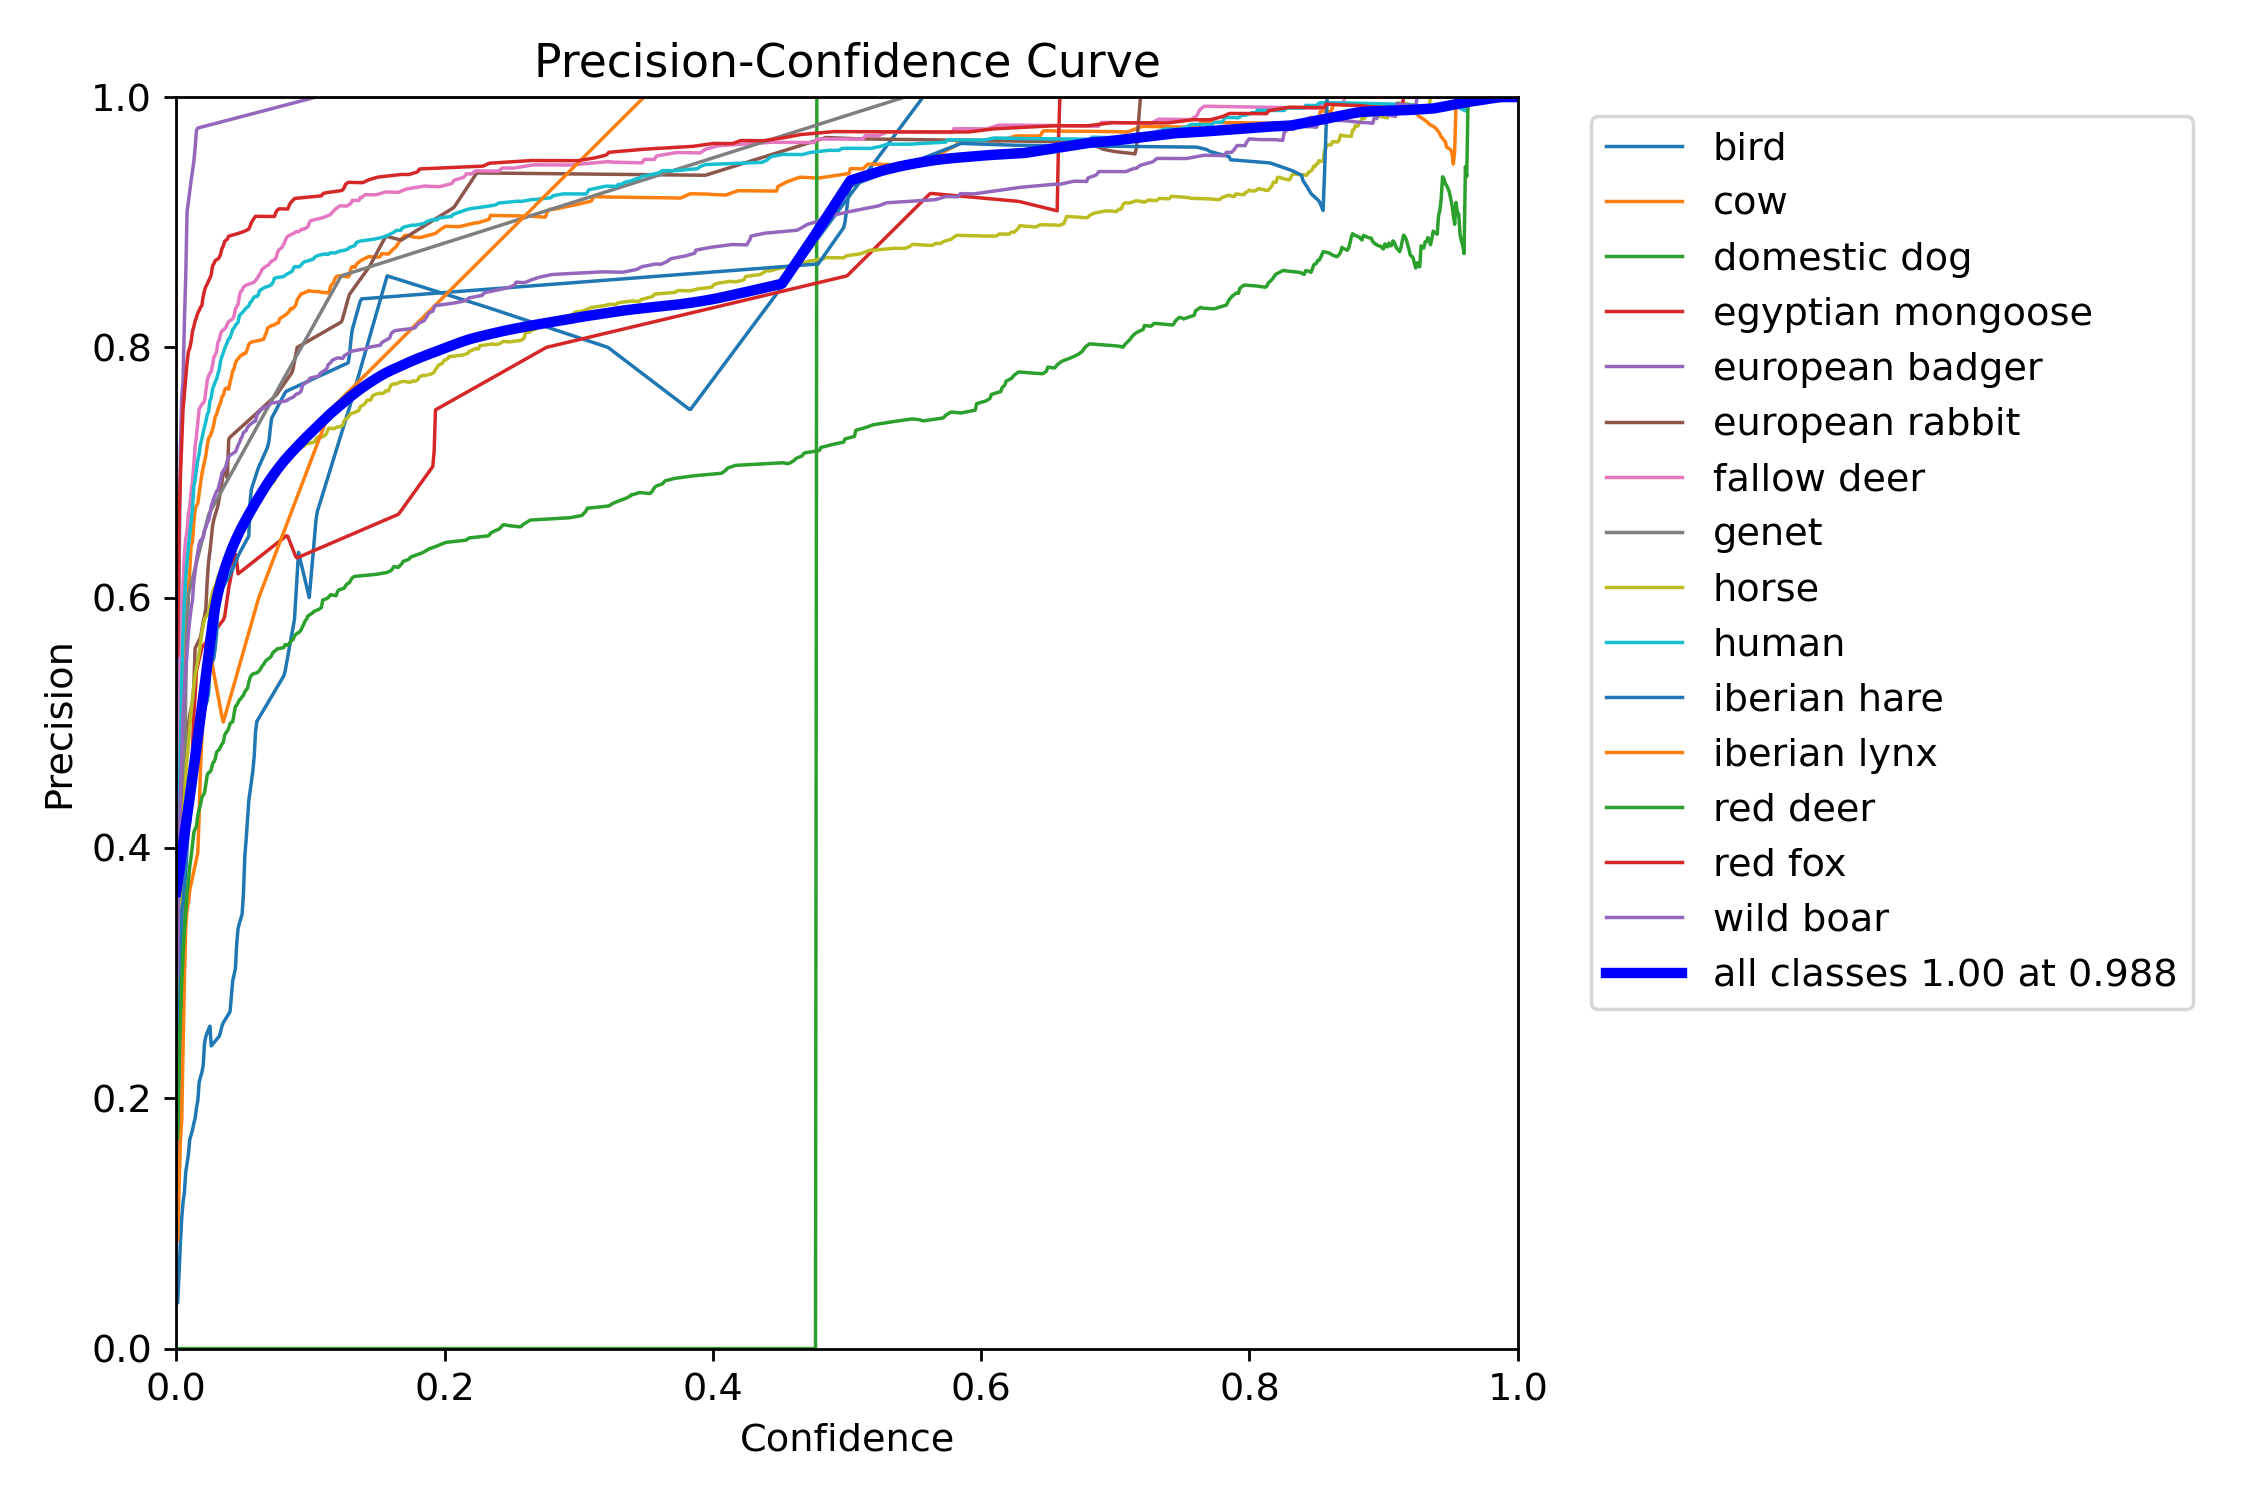 Precision-Confidence Curve
1.0
0.8
0.6
0.4
0.2
0.0
Precision
0.0 0.2 0.4 0.6 0.8 1.0
Confidence
bird
cow
domestic dog
egyptian mongoose
european badger
european rabbit
fallow deer
genet
horse
human
iberian hare
iberian lynx
red deer
red fox
wild boar
all classes 1.00 at 0.988